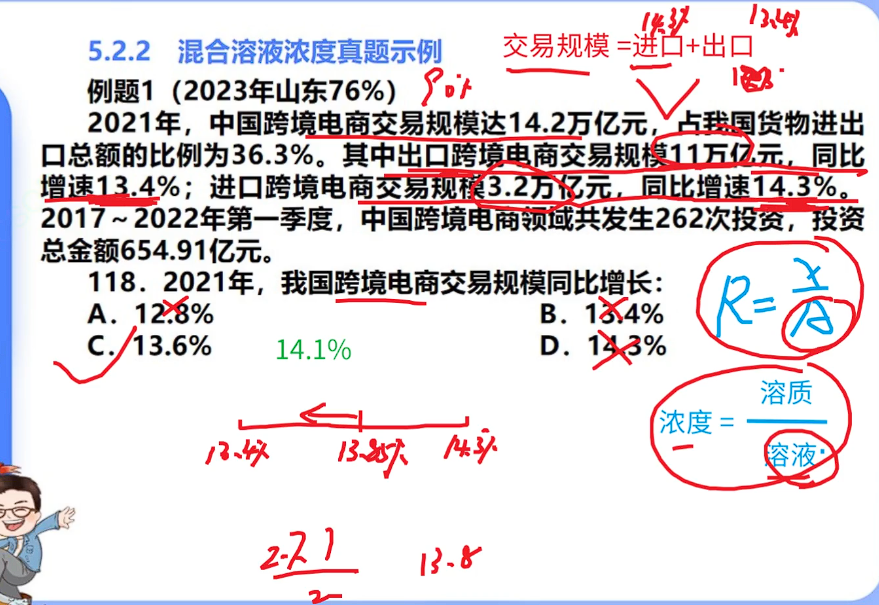 14.3% 13.4%
交易规模 =进口+出口
5.2.2 混合溶液浓度真题示例
例题1（2023年山东76%）
2021年，中国跨境电商交易规模达14.2万亿元，占我国货物进出
口总额的比例为36.3%。其中出口跨境电商交易规模11万亿元，同比
增速13.4%；进口跨境电商交易规模3.2万亿元，同比增速14.3%。
2017～2022年第一季度，中国跨境电商领域共发生262次投资，投资
总金额654.91亿元。
118．2021年，我国跨境电商交易规模同比增长：
A．12.8% B．13.4%
C．13.6% 14.1% D．14.3%
R=
浓度 = 溶质
溶液
13.4% 13.85% 14.3%
2
13.8